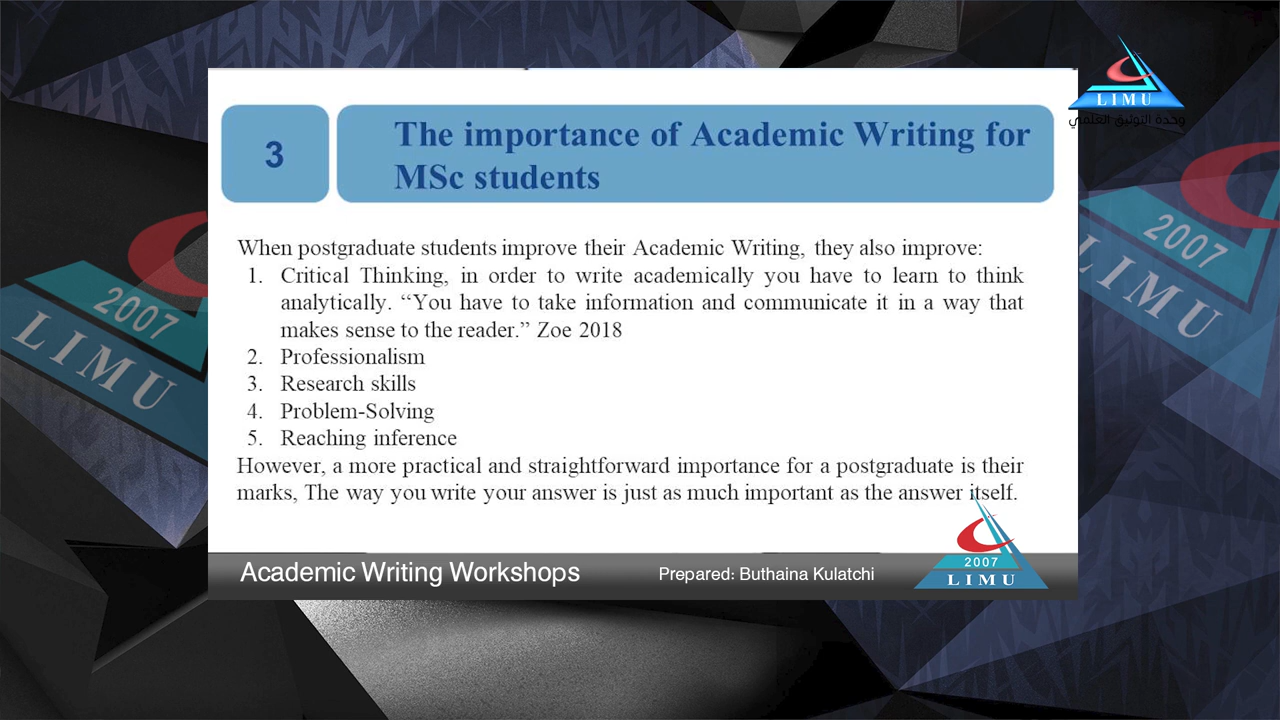 LIMU
وحدة التوثيق العلمي
3
The importance of Academic Writing for
MSc students
When postgraduate students improve their Academic Writing, they also improve:
1. Critical Thinking, in order to write academically you have to learn to think
analytically. “You have to take information and communicate it in a way that
makes sense to the reader.” Zoe 2018
2. Professionalism
3. Research skills
4. Problem-Solving
5. Reaching inference
However, a more practical and straightforward importance for a postgraduate is their
marks, The way you write your answer is just as much important as the answer itself.
2007
LIMU
2007
LIMU
Academic Writing Workshops
Prepared: Buthaina Kulatchi
2007
LIMU